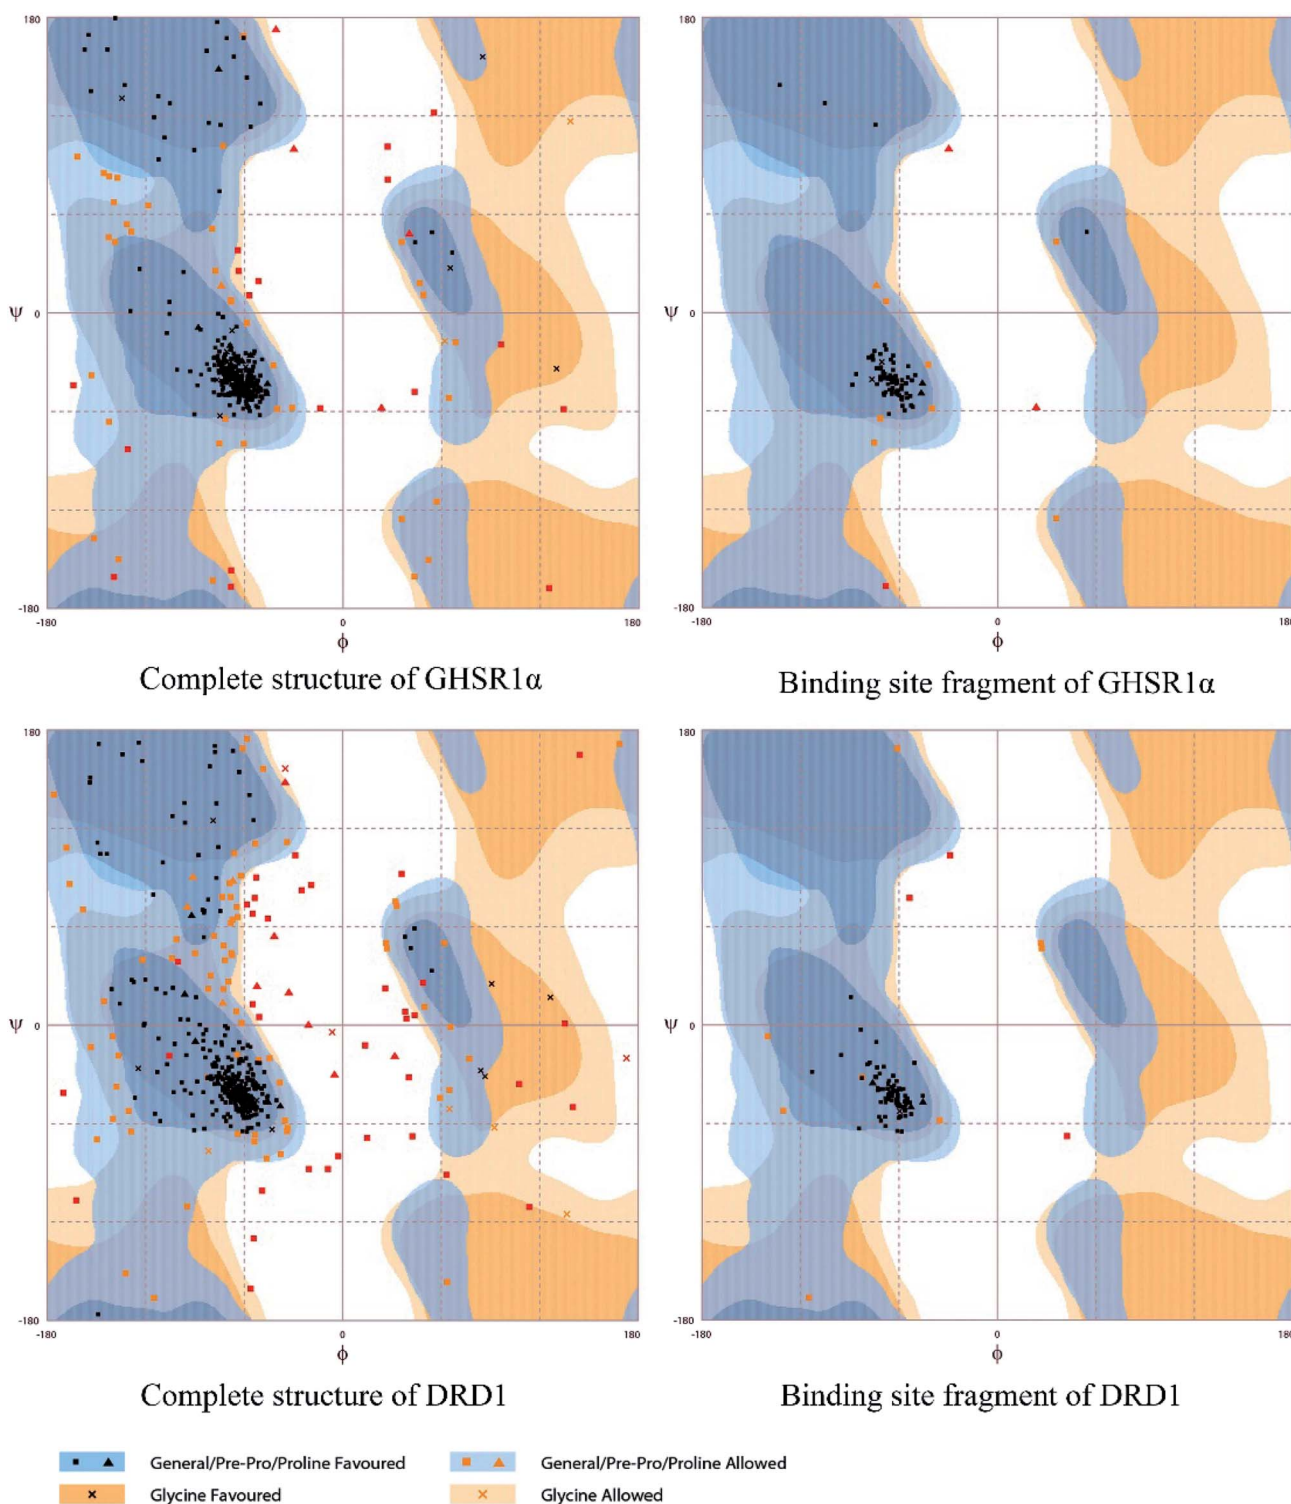 180 180
ψ 0 ψ 0
-180 -180
-180 0 180 -180 0 180
ϕ ϕ
Complete structure of GHSR1α Binding site fragment of GHSR1α
180 180
ψ 0 ψ 0
-180 -180
-180 0 180 -180 0 180
ϕ ϕ
Complete structure of DRD1 Binding site fragment of DRD1
General/Pre-Pro/Proline Favoured General/Pre-Pro/Proline Allowed
Glycine Favoured Glycine Allowed